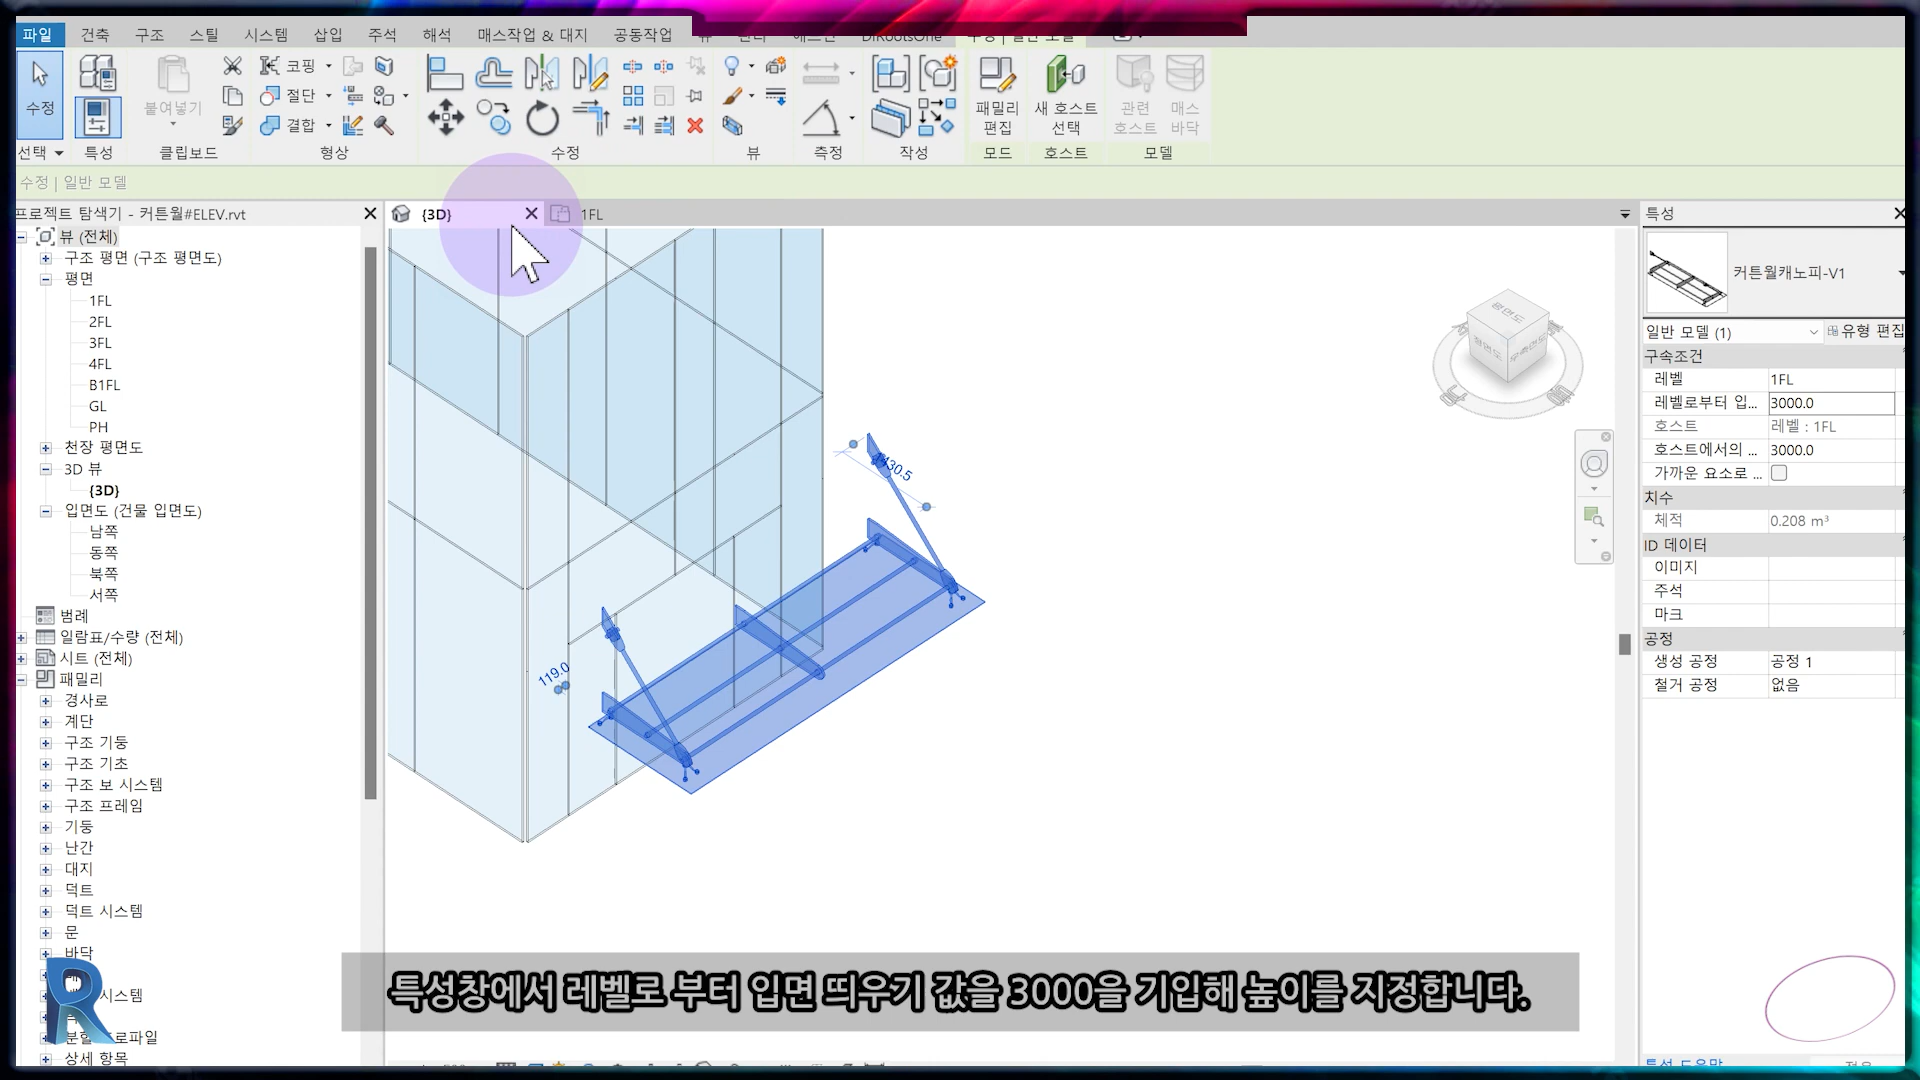 파일 건축 구조 스틸 시스템 삽입 주석 해석 매스작업 & 대지 공동작업
수정 붙여넣기 코핑 절단 결합 패밀리 편집 새 호스트 선택 관련 호스트 매스 바닥
선택 특성 클립보드 형상 수정 뷰 측정 작성 모드 호스트 모델
수정 | 일반 모델
프로젝트 탐색기 - 커튼월#ELEV.rvt
뷰 (전체)
구조 평면 (구조 평면도)
평면
1FL
2FL
3FL
4FL
B1FL
GL
PH
천장 평면도
3D 뷰
{3D}
입면도 (건물 입면도)
남쪽
동쪽
북쪽
서쪽
범례
일람표/수량 (전체)
시트 (전체)
패밀리
경사로
계단
구조 기둥
구조 기초
구조 보 시스템
구조 프레임
기둥
난간
대지
덕트
덕트 시스템
문
바닥
시스템
상세 항목
{3D} 1FL
1430.5
119.0
평면도
특성
커튼월캐노피-V1
일반 모델 (1) 유형 편집
구속조건
레벨 1FL
레벨로부터 입... 3000.0
호스트 레벨 : 1FL
호스트에서의 ... 3000.0
가까운 요소로 ...
치수
체적 0.208 m³
ID 데이터
이미지
주석
마크
공정
생성 공정 공정 1
철거 공정 없음
특성창에서 레벨로 부터 입면 띄우기 값을 3000을 기입해 높이를 지정합니다.